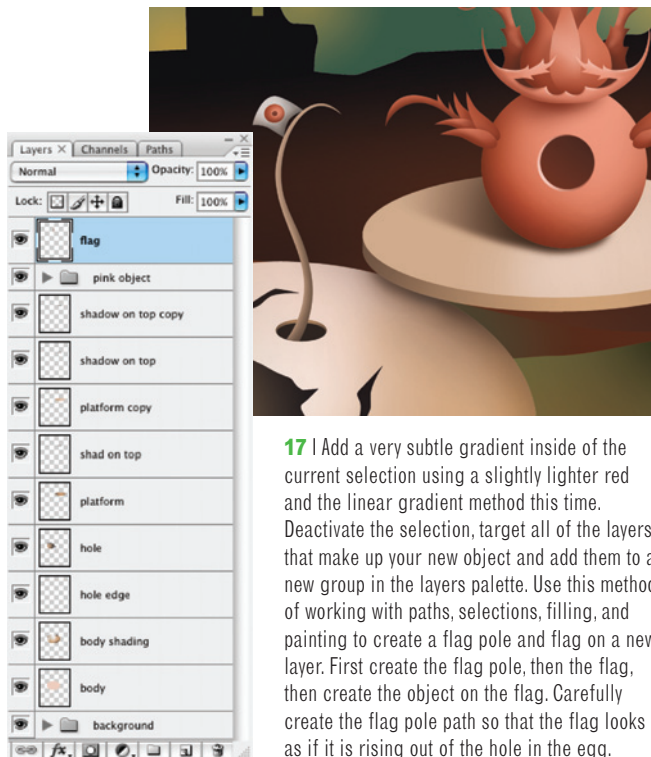 Layers × Channels Paths
Normal Opacity: 100%
Lock: Fill: 100%
flag
pink object
shadow on top copy
shadow on top
platform copy
shad on top
platform
hole
hole edge
body shading
body
background
17 | Add a very subtle gradient inside of the
current selection using a slightly lighter red
and the linear gradient method this time.
Deactivate the selection, target all of the layers
that make up your new object and add them to a
new group in the layers palette. Use this method
of working with paths, selections, filling, and
painting to create a flag pole and flag on a new
layer. First create the flag pole, then the flag,
then create the object on the flag. Carefully
create the flag pole path so that the flag looks
as if it is rising out of the hole in the egg.